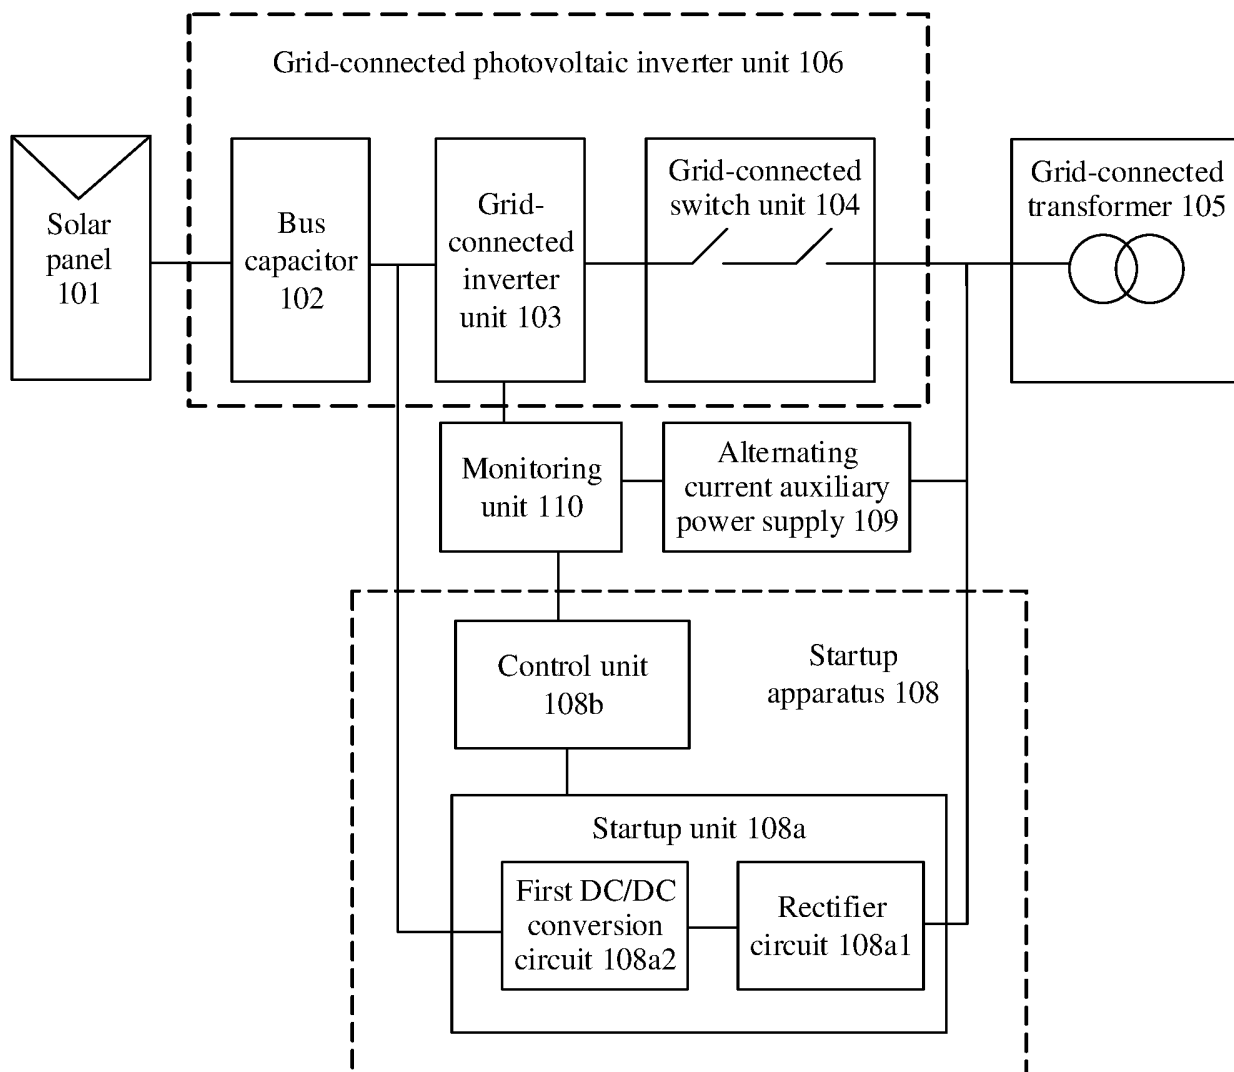 Grid-connected photovoltaic inverter unit 106
Solar
panel
101
Bus
capacitor
102
Grid-
connected
inverter
unit 103
Grid-connected
switch unit 104
Grid-connected
transformer 105
Monitoring
unit 110
Alternating
current auxiliary
power supply 109
Control unit
108b
Startup
apparatus 108
Startup unit 108a
First DC/DC
conversion
circuit 108a2
Rectifier
circuit 108a1